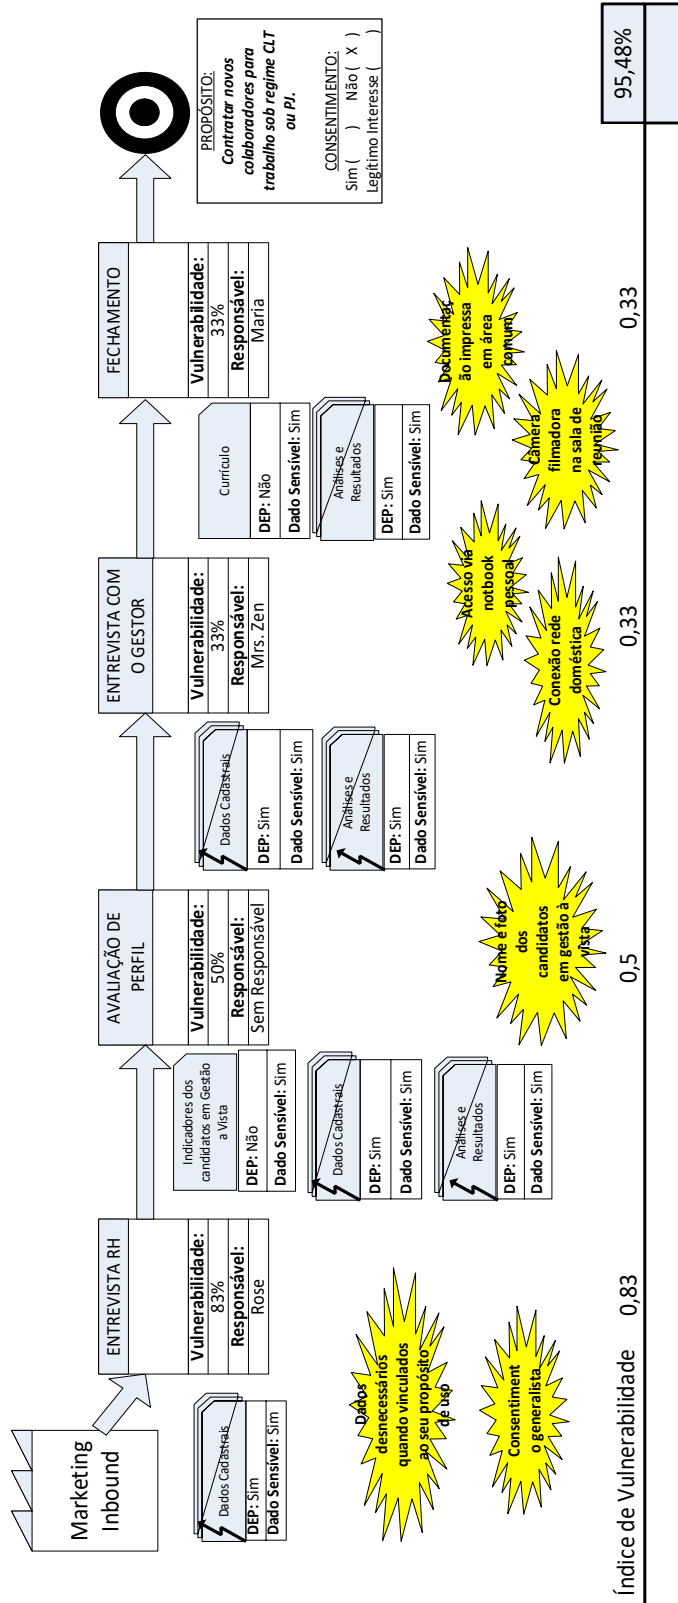 Marketing
Inbound
Dados Cadastrais
DEP: Sim
Dado Sensível: Sim
ENTREVISTA RH
Vulnerabilidade:
83%
Responsável:
Rose
Dados
desnecessários
quando vinculados
ao seu propósito
de uso
Consentiment
o generalista
Indicadores dos
candidatos em Gestão
a Vista
DEP: Não
Dado Sensível: Sim
Dados Cadastrais
DEP: Sim
Dado Sensível: Sim
Análises e
Resultados
DEP: Sim
Dado Sensível: Sim
AVALIAÇÃO DE
PERFIL
Vulnerabilidade:
50%
Responsável:
Sem Responsável
Nome e foto
dos
candidatos
em gestão à
vista
Dados Cadastrais
DEP: Sim
Dado Sensível: Sim
Análises e
Resultados
DEP: Sim
Dado Sensível: Sim
ENTREVISTA COM
O GESTOR
Vulnerabilidade:
33%
Responsável:
Mrs. Zen
Acesso via
notbook
pessoal
Conexão rede
doméstica
Currículo
DEP: Não
Dado Sensível: Sim
Análises e
Resultados
DEP: Sim
Dado Sensível: Sim
FECHAMENTO
Vulnerabilidade:
33%
Responsável:
Maria
Documentaç
ão impressa
em área
comum
Câmera
filmadora
na sala de
reunião
PROPÓSITO:
Contratar novos
colaboradores para
trabalho sob regime CLT
ou PJ.
CONSENTIMENTO:
Sim ( ) Não ( X )
Legítimo Interesse ( )
Índice de Vulnerabilidade 0,83 0,5 0,33 0,33 95,48%